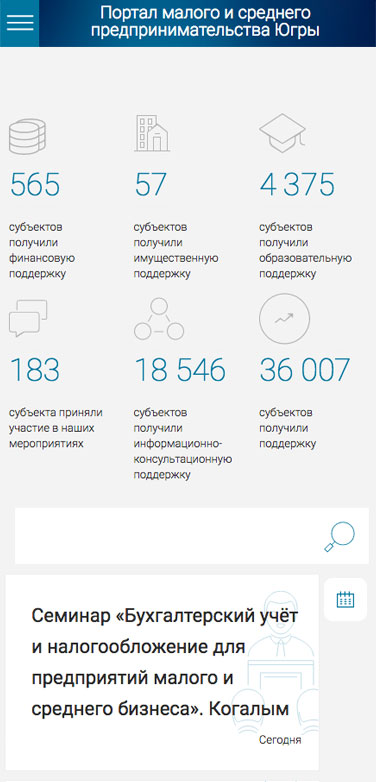 Портал малого и среднего
предпринимательства Югры
565
субъектов
получили
финансовую
поддержку
57
субъектов
получили
имущественную
поддержку
4 375
субъектов
получили
образовательную
поддержку
183
субъекта приняли
участие в наших
мероприятиях
18 546
субъектов
получили
информационно-
консультационную
поддержку
36 007
субъектов
получили
поддержку
Семинар «Бухгалтерский учёт
и налогообложение для
предприятий малого и
среднего бизнеса». Когалым
Сегодня